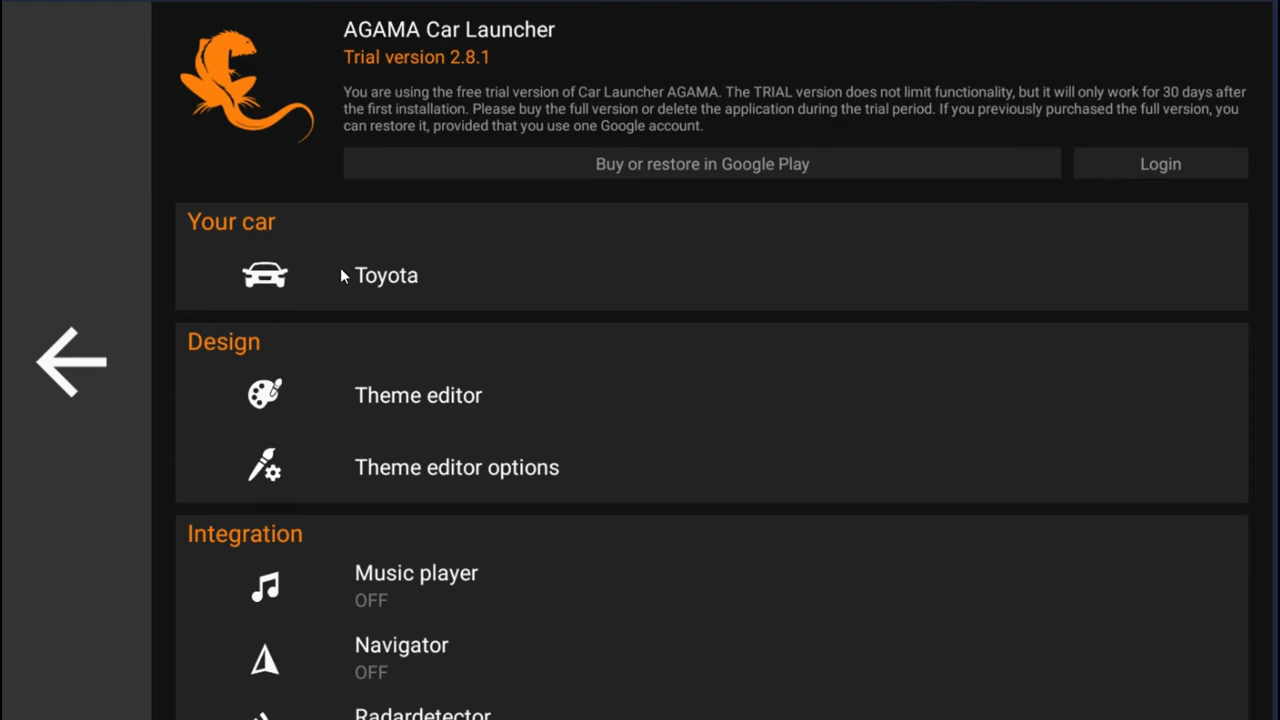 AGAMA Car Launcher
Trial version 2.8.1
You are using the free trial version of Car Launcher AGAMA. The TRIAL version does not limit functionality, but it will only work for 30 days after
the first installation. Please buy the full version or delete the application during the trial period. If you previously purchased the full version, you
can restore it, provided that you use one Google account.
Buy or restore in Google Play
Login
Your car
Toyota
Design
Theme editor
Theme editor options
Integration
Music player
OFF
Navigator
OFF
Radardetector